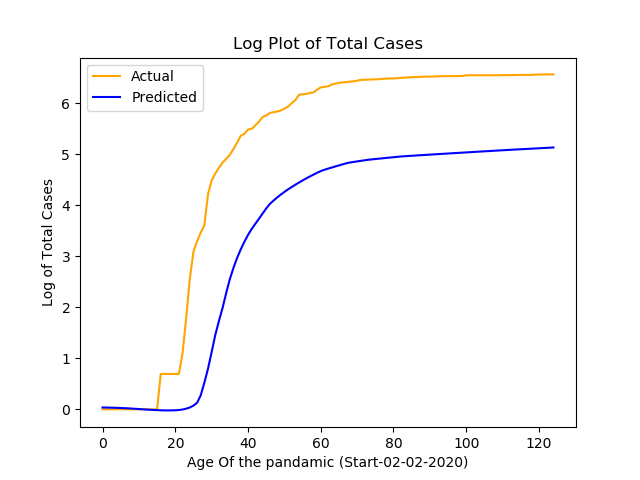 Log Plot of Total Cases
Actual
Predicted
Log of Total Cases
6
5
4
3
2
1
0
0 20 40 60 80 100 120
Age Of the pandamic (Start-02-02-2020)